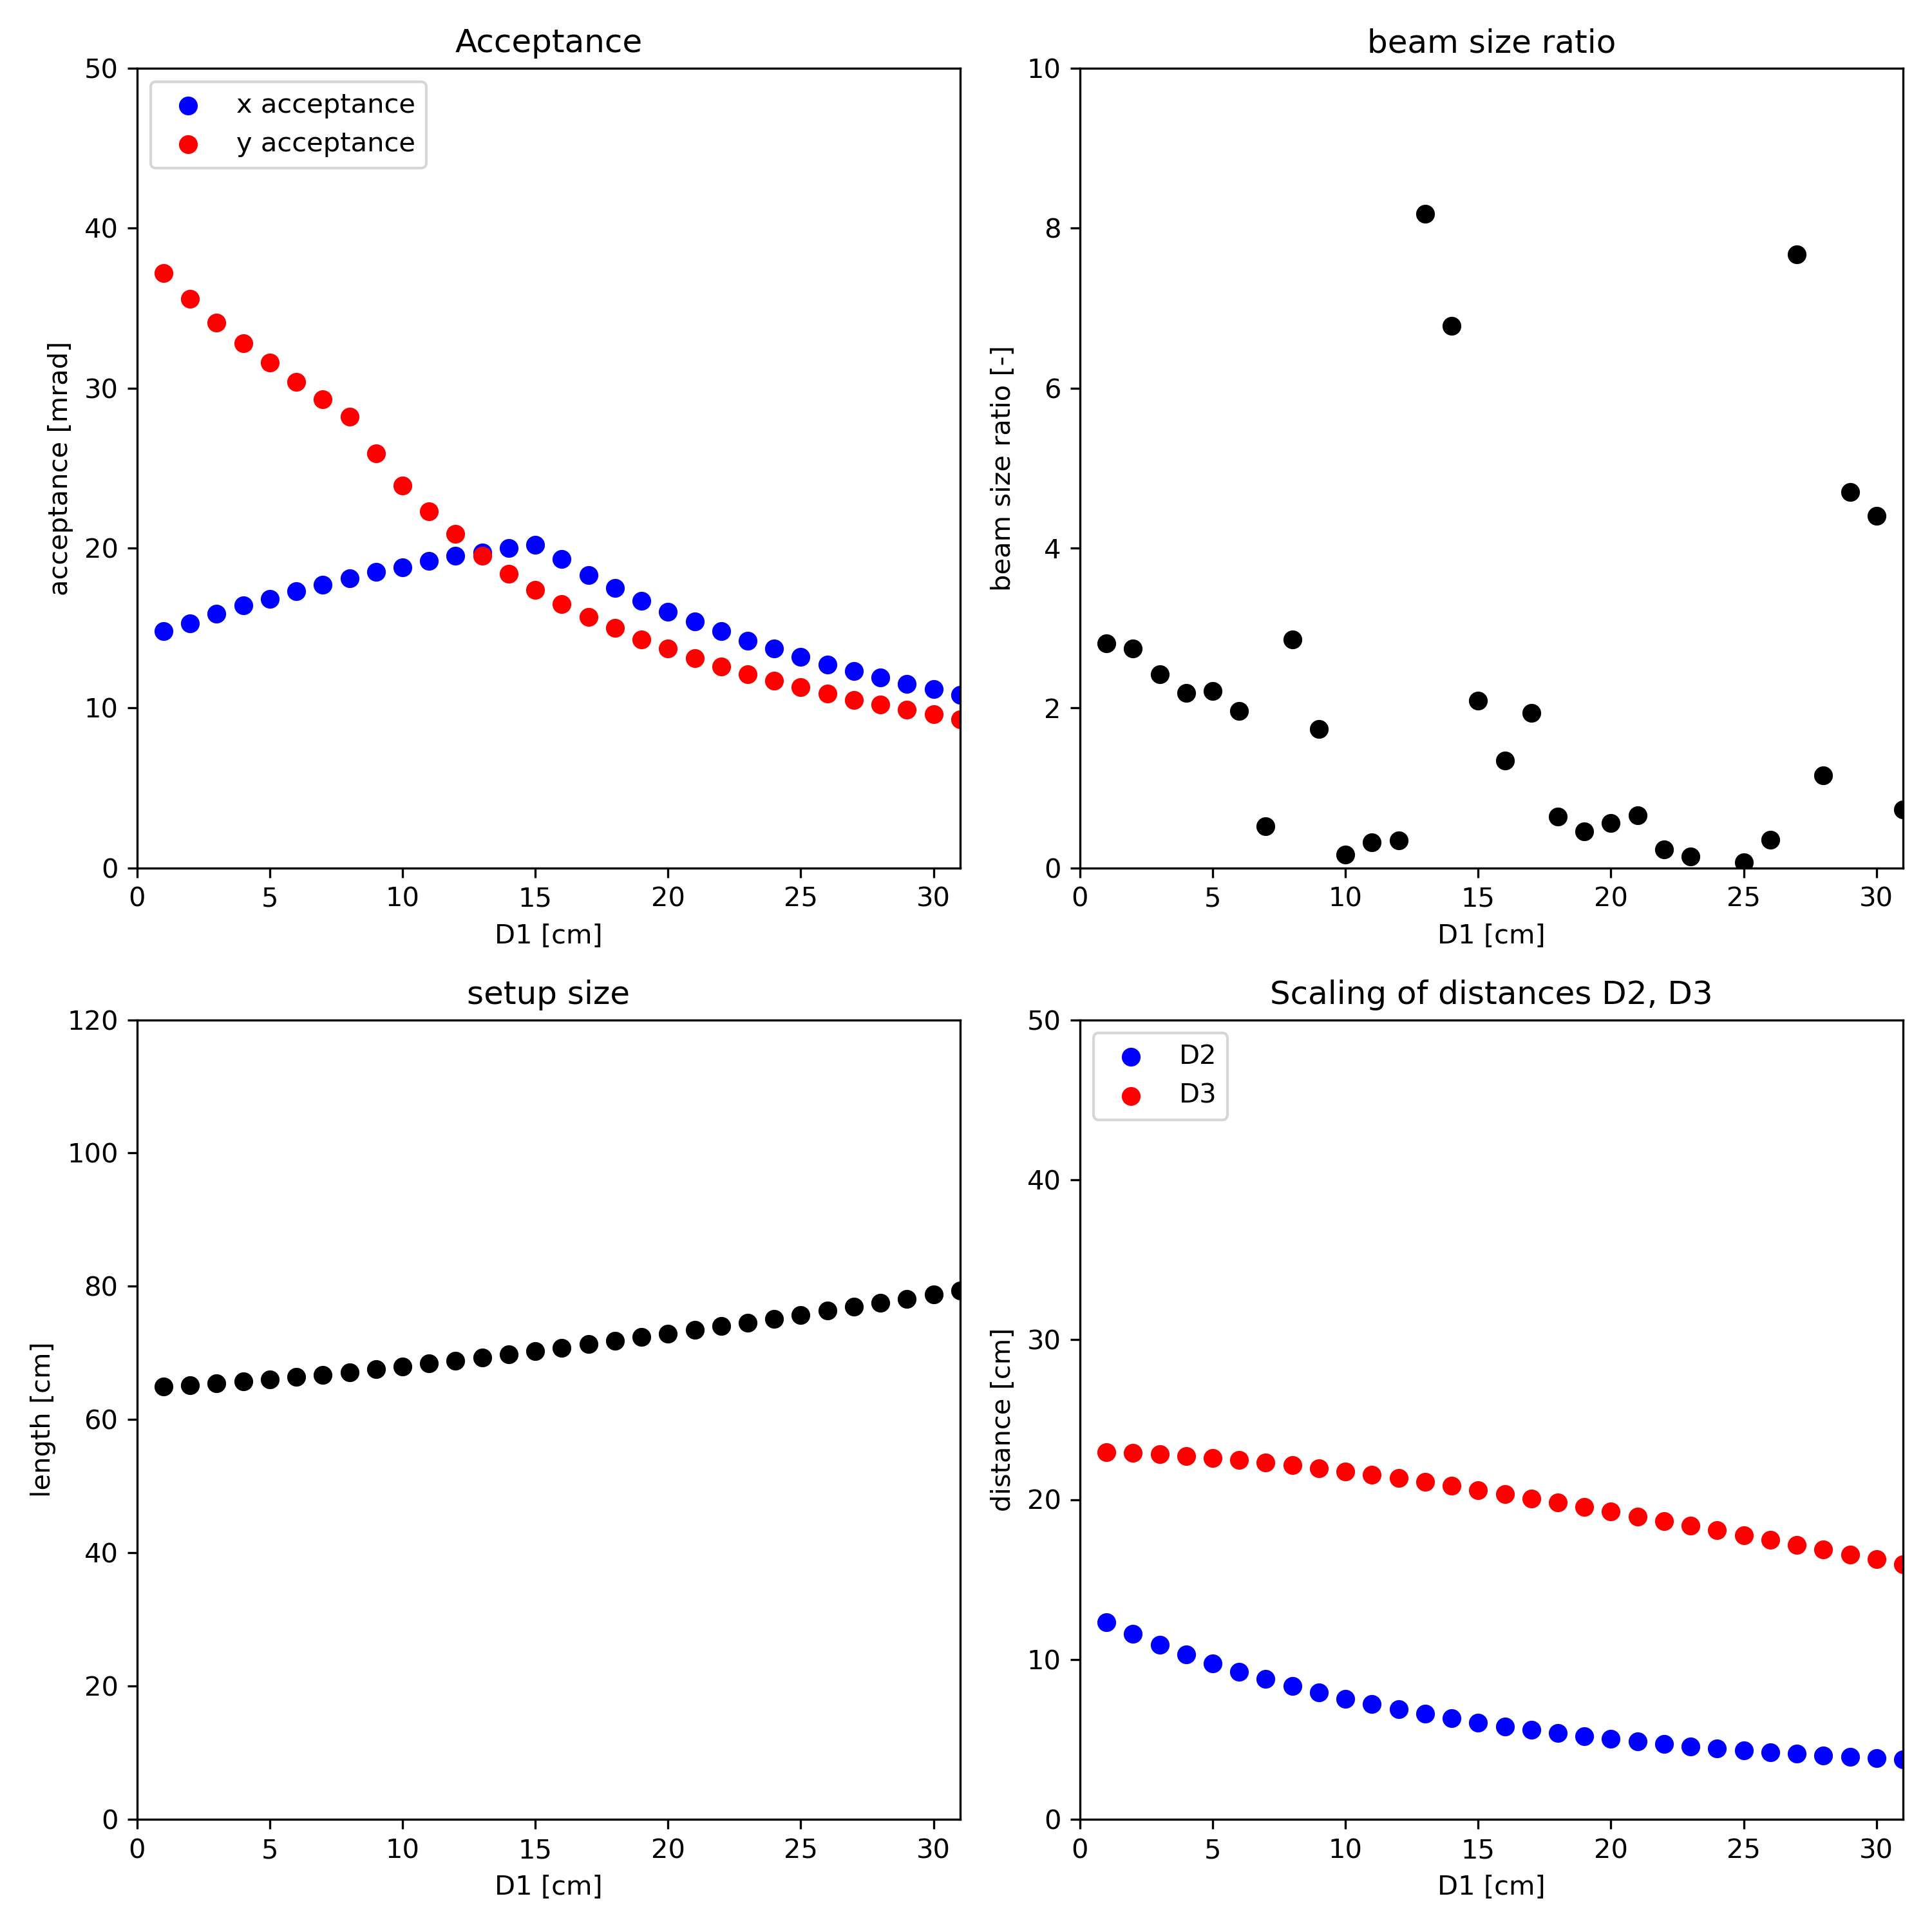 Acceptance
50
40
30
20
10
0
acceptance [mrad]
x acceptance
y acceptance
0 5 10 15 20 25 30
D1 [cm]
beam size ratio
10
8
6
4
2
0
beam size ratio [-]
0 5 10 15 20 25 30
D1 [cm]
setup size
120
100
80
60
40
20
0
length [cm]
0 5 10 15 20 25 30
D1 [cm]
Scaling of distances D2, D3
50
40
30
20
10
0
distance [cm]
D2
D3
0 5 10 15 20 25 30
D1 [cm]